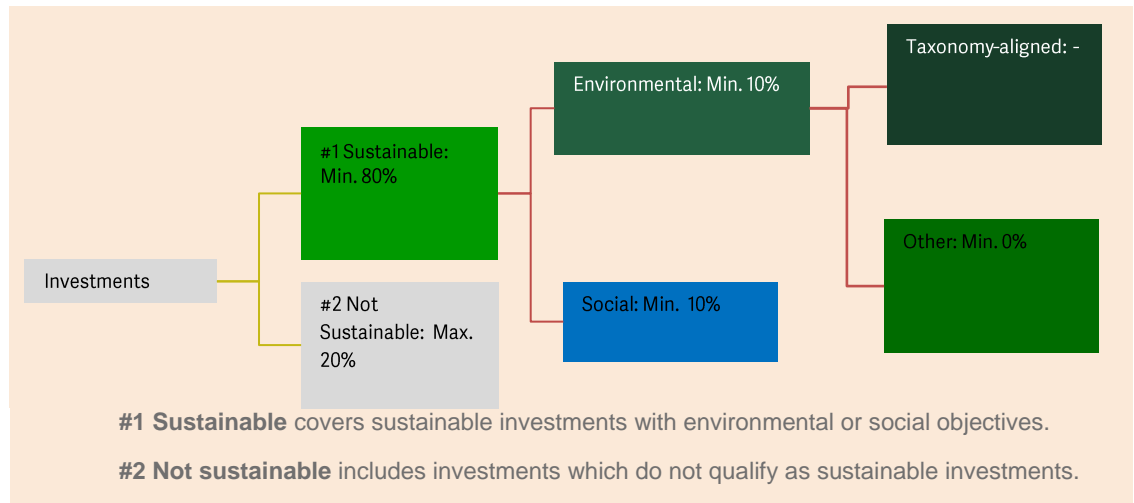 Investments
#1 Sustainable:
Min. 80%
#2 Not
Sustainable: Max.
20%
Environmental: Min. 10%
Social: Min. 10%
Taxonomy-aligned: -
Other: Min. 0%
#1 Sustainable covers sustainable investments with environmental or social objectives.
#2 Not sustainable includes investments which do not qualify as sustainable investments.